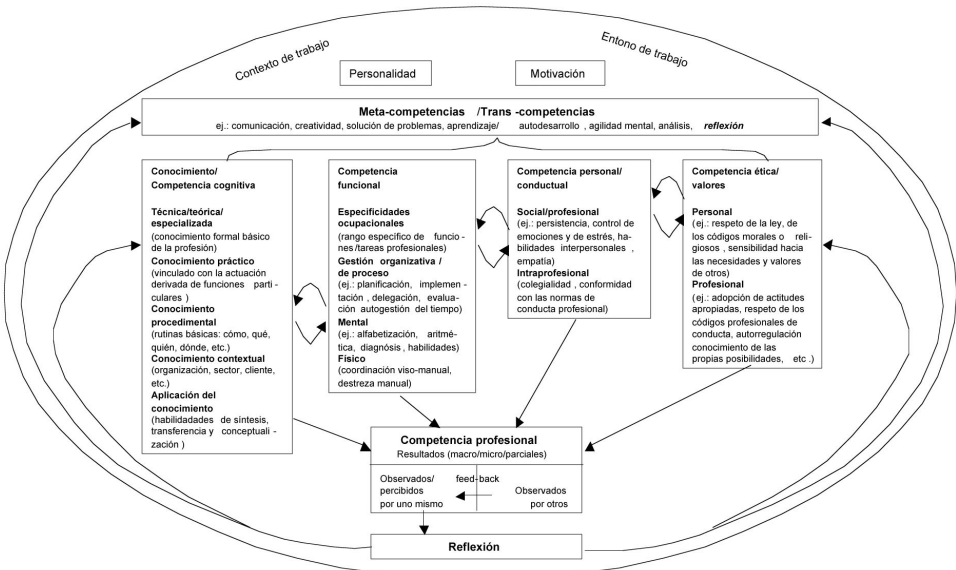 Contexto de trabajo
Entono de trabajo
Personalidad
Motivación
Meta-competencias /Trans -competencias
ej.: comunicación, creatividad, solución de problemas, aprendizaje/ autodesarrollo , agilidad mental, análisis, reflexión
Conocimiento/
Competencia cognitiva
Técnica/teórica/
especializada
(conocimiento formal básico
de la profesión)
Conocimiento práctico
(vinculado con la actuación
derivada de funciones parti-
culares )
Conocimiento
procedimental
(rutinas básicas: cómo, qué,
quién, dónde, etc.)
Conocimiento contextual
(organización, sector, cliente,
etc.)
Aplicación del
conocimiento
(habilidadades de síntesis,
transferencia y conceptuali -
zación )
Competencia
funcional
Especificidades
ocupacionales
(rango específico de funcio -
nes /tareas profesionales)
Gestión organizativa /
de proceso
(ej.: planificación, implemen -
tación , delegación, evalua-
ción autogestión del tiempo)
Mental
(ej.: alfabetización, aritmé-
tica, diagnósis , habilidades)
Físico
(coordinación viso-manual,
destreza manual)
Competencia personal/
conductual
Social/profesional
(ej.: persistencia, control de
emociones y de estrés, ha-
bilidades interpersonales ,
empatía)
Intraprofesional
(colegialidad , conformidad
con las normas de
conducta profesional)
Competencia ética/
valores
Personal
(ej.: respeto de la ley, de
los códigos morales o reli-
giosos , sensibilidad hacia
las necesidades y valores
de otros)
Profesional
(ej.: adopción de actitudes
apropiadas, respeto de los
códigos profesionales de
conducta, autorregulación
conocimiento de las
propias posibilidades, etc .)
Competencia profesional
Resultados (macro/micro/parciales)
Observados/
percibidos
por uno mismo
feed-back
Observados
por otros
Reflexión